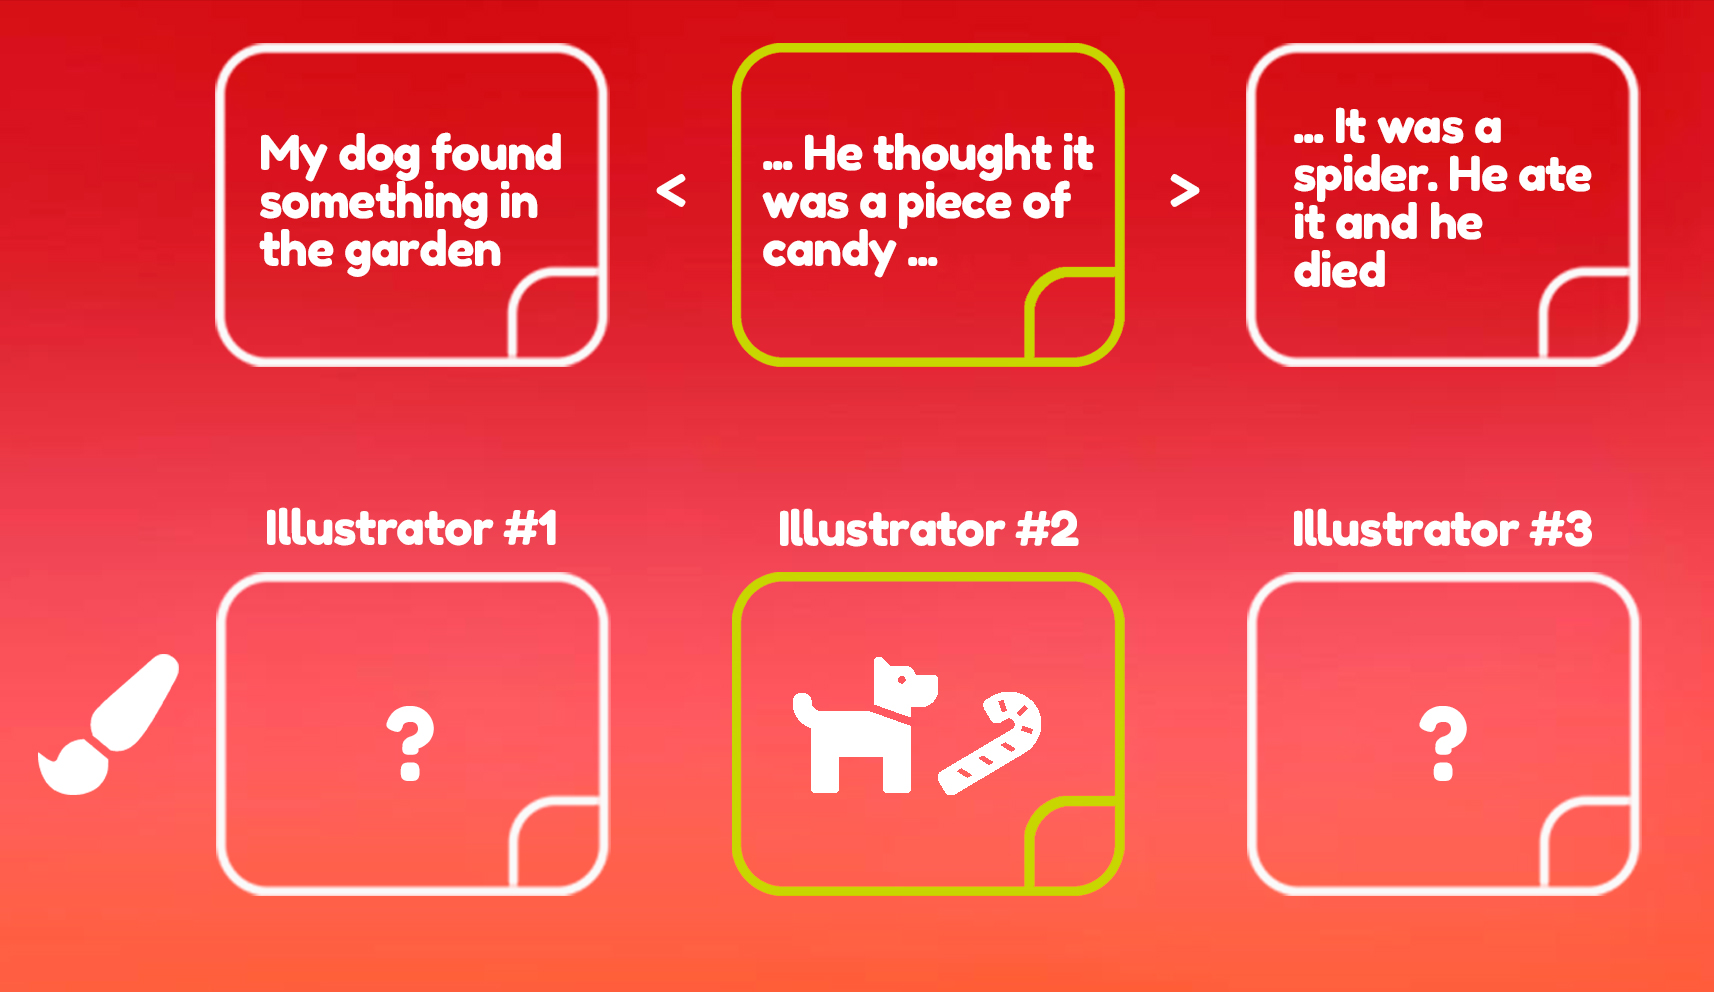 My dog found
something in
the garden
<
... He thought it
was a piece of
candy ...
>
... It was a
spider. He ate
it and he
died
Illustrator #1
Illustrator #2
Illustrator #3
?
?